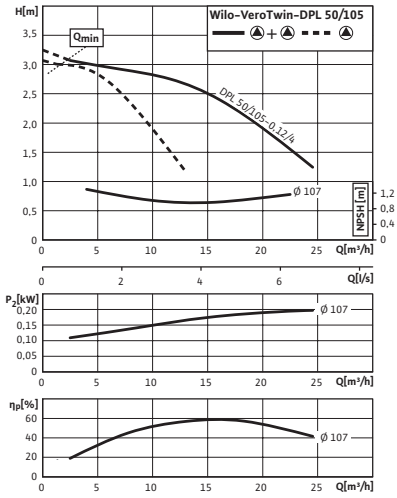 H[m]
Wilo-VeroTwin-DPL 50/105
+
Qmin
3,5
3,0
2,5
2,0
1,5
1,0
0,5
0
DPL 50/105-0.12/4
Ø 107
NPSH [m]
1,2
0,8
0,4
0
0 5 10 15 20 25 Q[m³/h]
0 2 4 6 Q[l/s]
P₂[kW]
0,20
0,15
0,10
0,05
0
Ø 107
0 5 10 15 20 25 Q[m³/h]
ηp[%]
60
40
20
0
Ø 107
0 5 10 15 20 25 Q[m³/h]